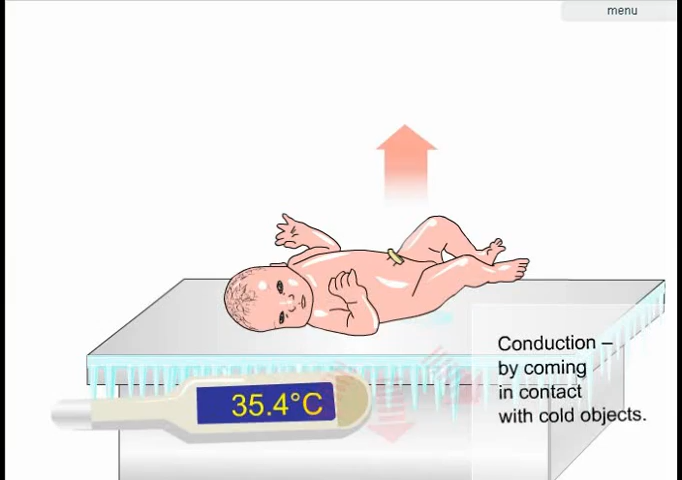 menu
Conduction –
by coming
in contact
with cold objects.
35.4°C